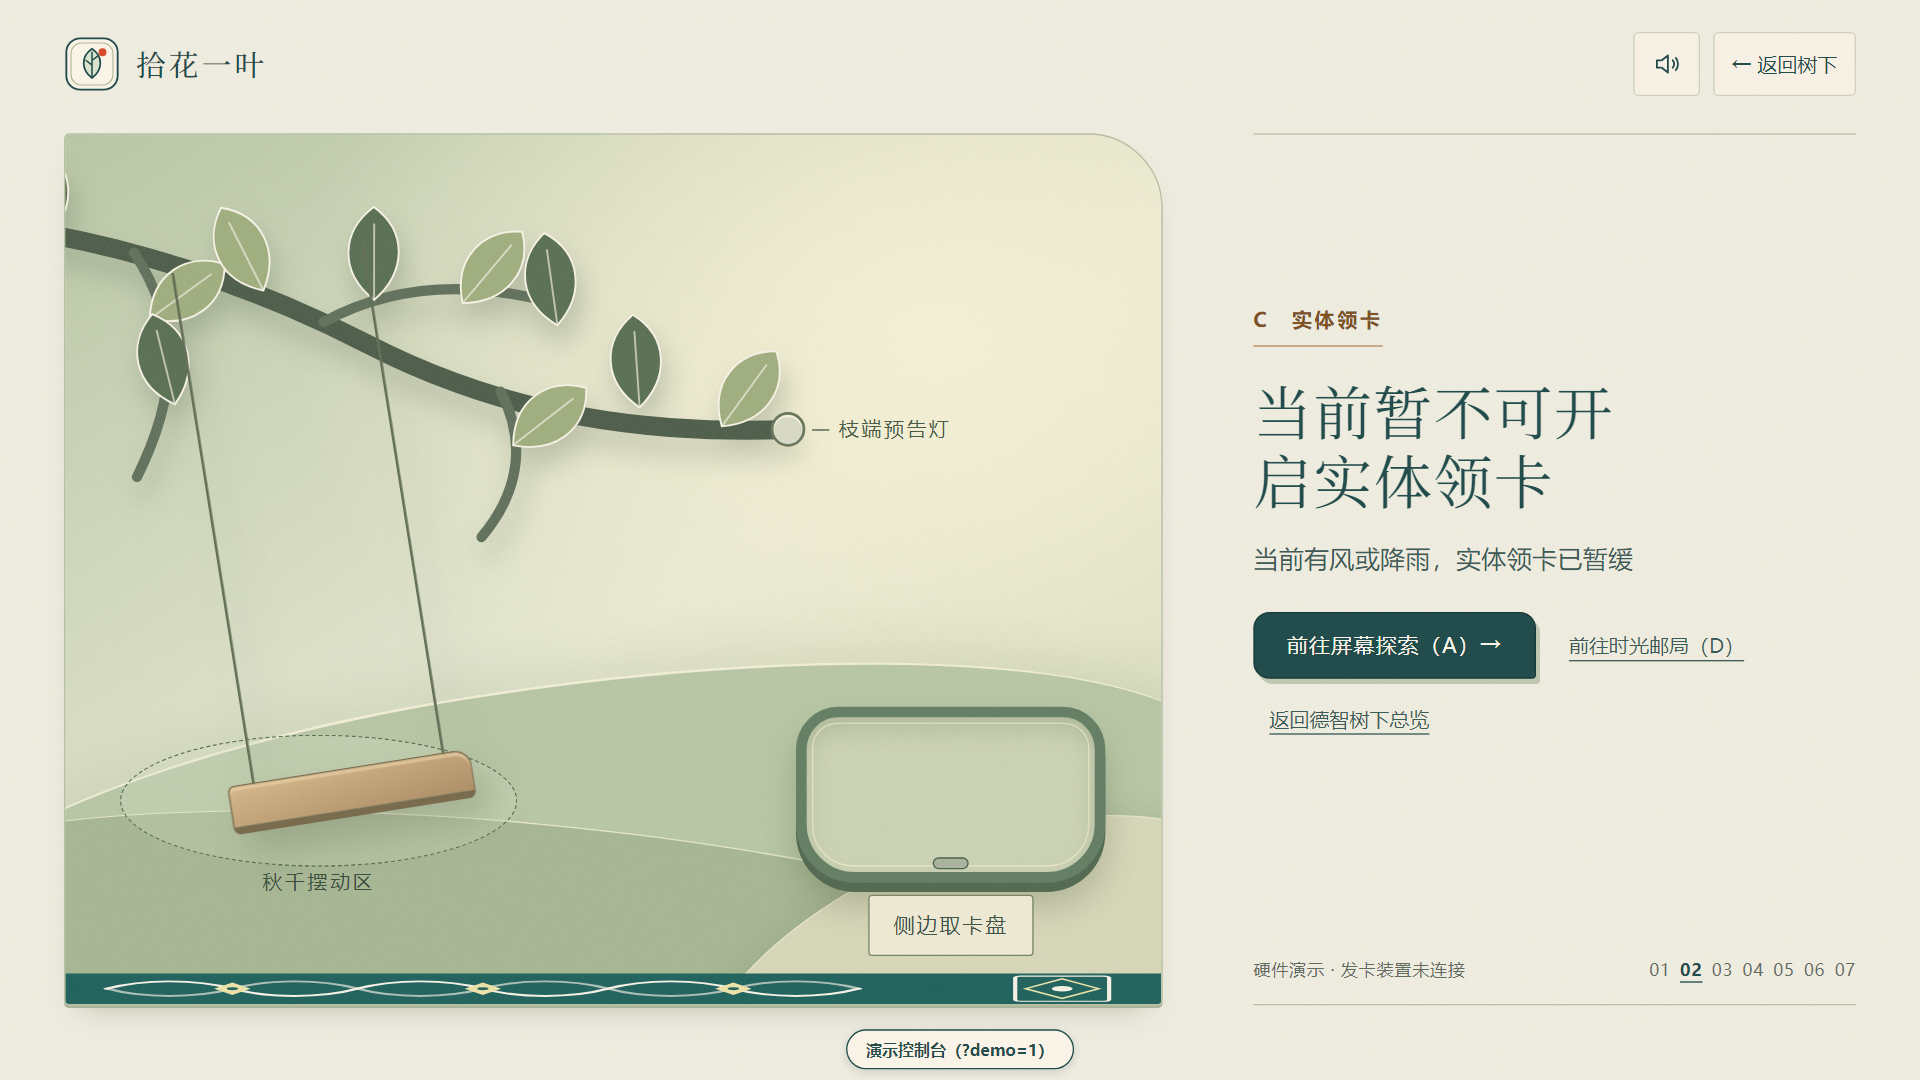 拾花一叶
← 返回树下
枝端预告灯
秋千摆动区
侧边取卡盘
C 实体领卡
当前暂不可开
启实体领卡
当前有风或降雨，实体领卡已暂缓
前往屏幕探索（A）→
前往时光邮局（D）
返回德智树下总览
硬件演示 · 发卡装置未连接
01 02 03 04 05 06 07
演示控制台（?demo=1）